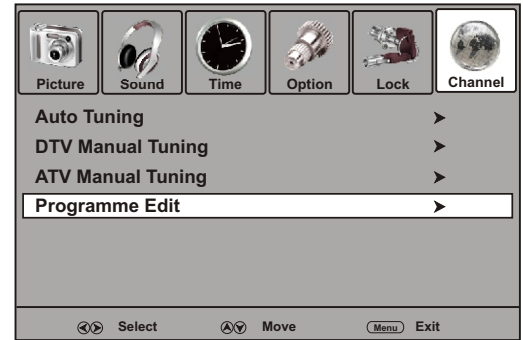 Picture Sound Time Option Lock Channel
Auto Tuning
DTV Manual Tuning
ATV Manual Tuning
Programme Edit
Select Move Menu Exit